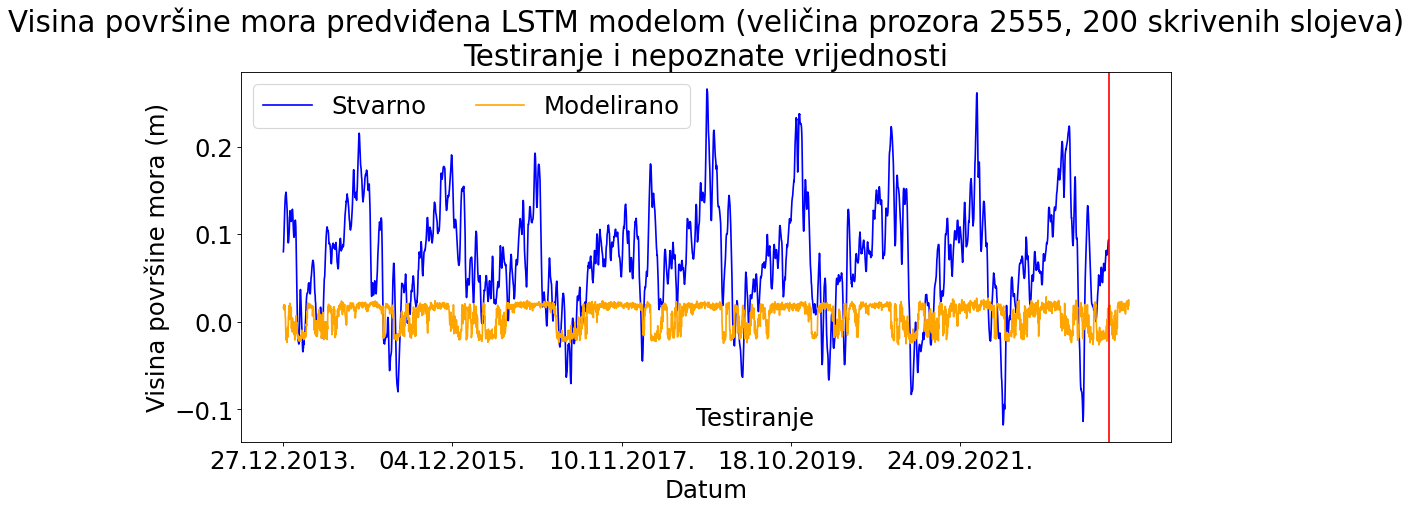 Visina površine mora predviđena LSTM modelom (veličina prozora 2555, 200 skrivenih slojeva)
Testiranje i nepoznate vrijednosti
Stvarno
Modelirano
Visina površine mora (m)
0.2
0.1
0.0
−0.1
Testiranje
27.12.2013.
04.12.2015.
10.11.2017.
18.10.2019.
24.09.2021.
Datum